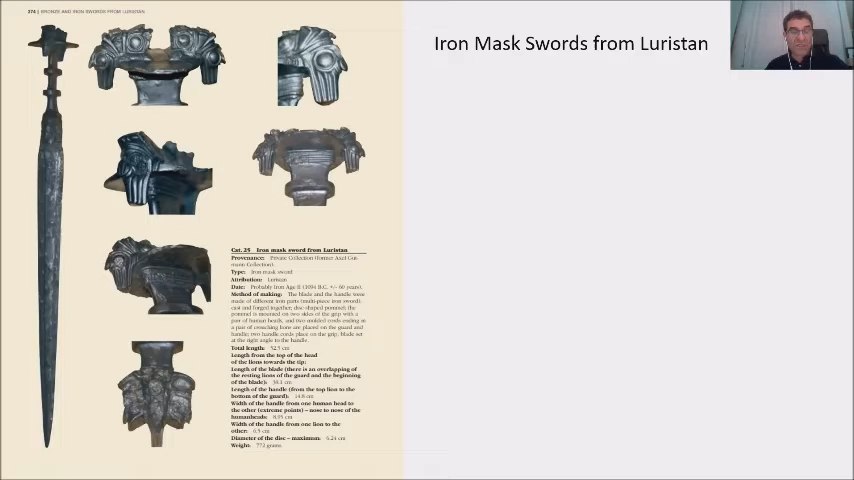 274 | BRONZE AND IRON SWORDS FROM LURISTAN
Iron Mask Swords from Luristan
Cat. 29 Iron mask sword from Luristan
Provenance: Private Collection (former Axel Gut-
mann Collection).
Type: Iron mask sword
Attribution: Luristan
Date: Probably Iron Age II (1094 B.C. +/- 60 years).
Method of making: The blade and the handle were
made of different iron parts (multi-piece iron sword);
cast and forged together; disc-shaped pommel; the
pommel is mounted on two sides of the grip with a
pair of human heads, and two molded cords ending in
a pair of crouching lions are placed on the guard and
handle; two handle cords place on the grip; blade set
at the right angle to the handle.
Total length: 52.5 cm
Length from the top of the head
of the lions towards the tip:
Length of the blade (there is an overlapping of
the resting lions of the guard and the beginning
of the blade): 38.1 cm
Length of the handle (from the top lion to the
bottom of the guard): 14.8 cm
Width of the handle from one human head to
the other (extreme points) – nose to nose of the
humanheads: 8.95 cm
Width of the handle from one lion to the
other: 6.5 cm
Diameter of the disc – maximum: 6.24 cm
Weight: 772 grams